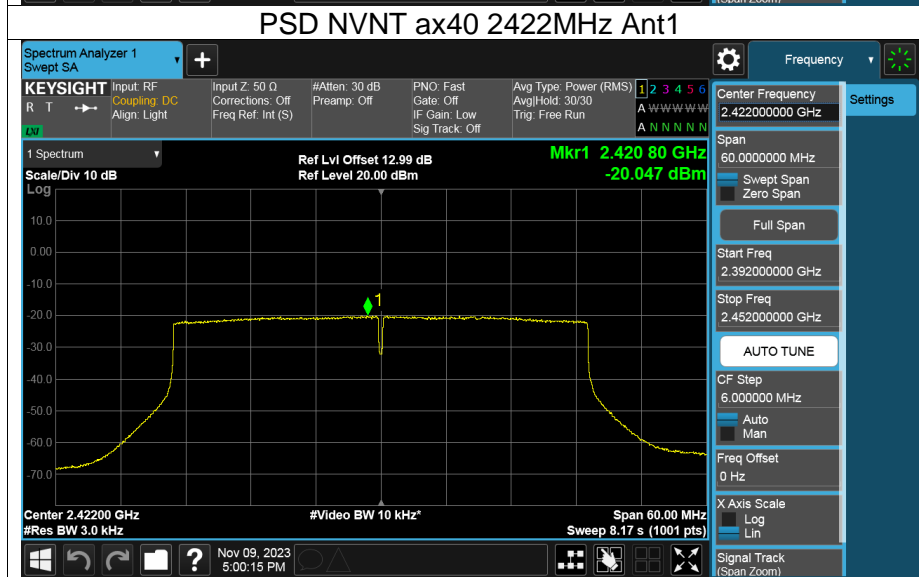 (Span Zoom)
PSD NVNT ax40 2422MHz Ant1
Spectrum Analyzer 1
Swept SA
+
Frequency
KEYSIGHT
R T
LXI
Input: RF
Coupling: DC
Align: Light
Input Z: 50 Ω
Corrections: Off
Freq Ref: Int (S)
#Atten: 30 dB
Preamp: Off
PNO: Fast
Gate: Off
IF Gain: Low
Sig Track: Off
Avg Type: Power (RMS)
Avg|Hold: 30/30
Trig: Free Run
1 2 3 4 5 6
A W W W W W
A N N N N N
1 Spectrum
Scale/Div 10 dB
Log
Ref Lvl Offset 12.99 dB
Ref Level 20.00 dBm
Mkr1 2.420 80 GHz
-20.047 dBm
10.0
0.00
-10.0
-20.0
-30.0
-40.0
-50.0
-60.0
-70.0
1
Center 2.42200 GHz
#Res BW 3.0 kHz
#Video BW 10 kHz*
Span 60.00 MHz
Sweep 8.17 s (1001 pts)
?
Nov 09, 2023
5:00:15 PM
Center Frequency
2.422000000 GHz
Span
60.0000000 MHz
Swept Span
Zero Span
Full Span
Start Freq
2.392000000 GHz
Stop Freq
2.452000000 GHz
AUTO TUNE
CF Step
6.000000 MHz
Auto
Man
Freq Offset
0 Hz
X Axis Scale
Log
Lin
Signal Track
(Span Zoom)
Settings